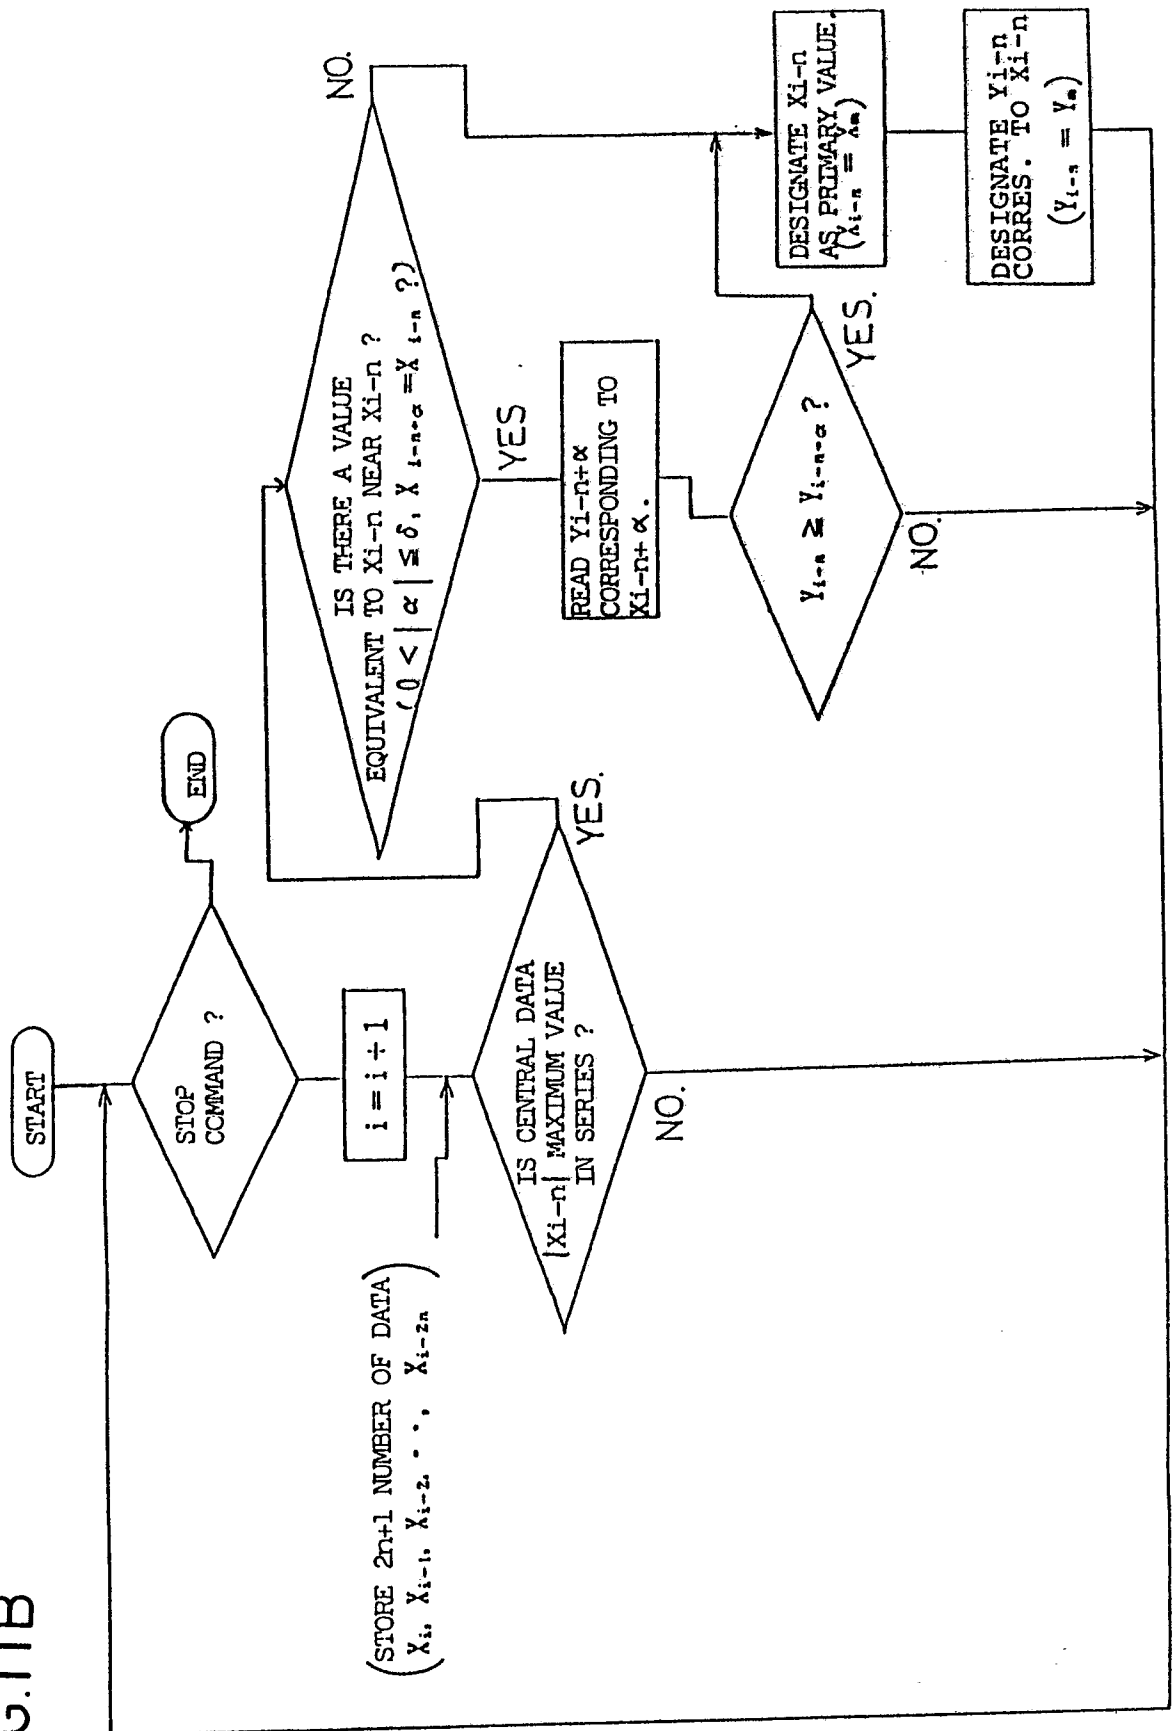 G.11B
START
STOP
COMMAND ?
END
i = i + 1
(STORE 2n+1 NUMBER OF DATA
Xi, Xi-1, Xi-2, · ·, Xi-2n)
IS CENTRAL DATA
|Xi-n| MAXIMUM VALUE
IN SERIES ?
YES.
NO.
IS THERE A VALUE
EQUIVALENT TO Xi-n NEAR Xi-n ?
(0 < | α | ≦ δ, X i-n+α = X i-n ?)
NO.
YES
READ Yi-n+α
CORRESPONDING TO
Xi-n+α.
Yi-n ≧ Yi-n-α ?
YES.
NO.
DESIGNATE Xi-n
AS PRIMARY VALUE.
(Xi-n = Xm)
DESIGNATE Yi-n
CORRES. TO Xi-n
(Yi-n = Ym)